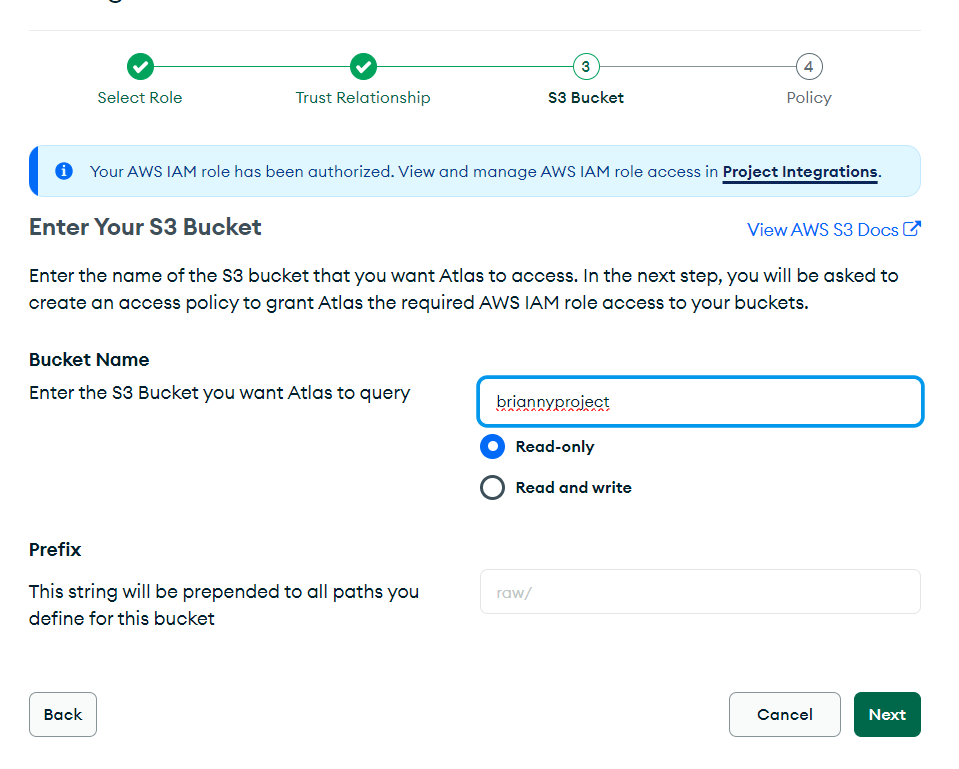 3
4
Select Role
Trust Relationship
S3 Bucket
Policy
Your AWS IAM role has been authorized. View and manage AWS IAM role access in Project Integrations.
Enter Your S3 Bucket
View AWS S3 Docs
Enter the name of the S3 bucket that you want Atlas to access. In the next step, you will be asked to
create an access policy to grant Atlas the required AWS IAM role access to your buckets.
Bucket Name
Enter the S3 Bucket you want Atlas to query
briannyproject
Read-only
Read and write
Prefix
This string will be prepended to all paths you
define for this bucket
raw/
Back
Cancel
Next